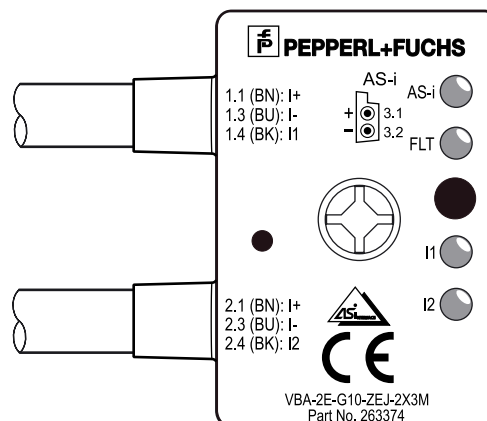 PEPPERL+FUCHS
AS-i
AS-i
1.1 (BN): I+
1.3 (BU): I-
1.4 (BK): I1
+ 3.1
− 3.2
FLT
I1
2.1 (BN): I+
2.3 (BU): I-
2.4 (BK): I2
I2
ASi
CE
VBA-2E-G10-ZEJ-2X3M
Part No. 263374